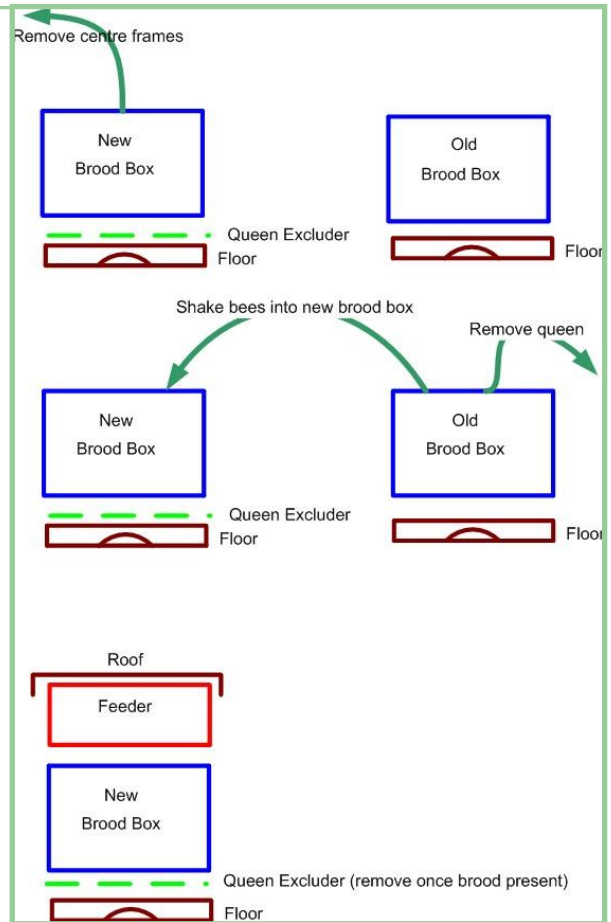 Remove centre frames
New
Brood Box
Old
Brood Box
Queen Excluder
Floor
Floor
Shake bees into new brood box
Remove queen
New
Brood Box
Old
Brood Box
Queen Excluder
Floor
Floor
Roof
Feeder
New
Brood Box
Queen Excluder (remove once brood present)
Floor